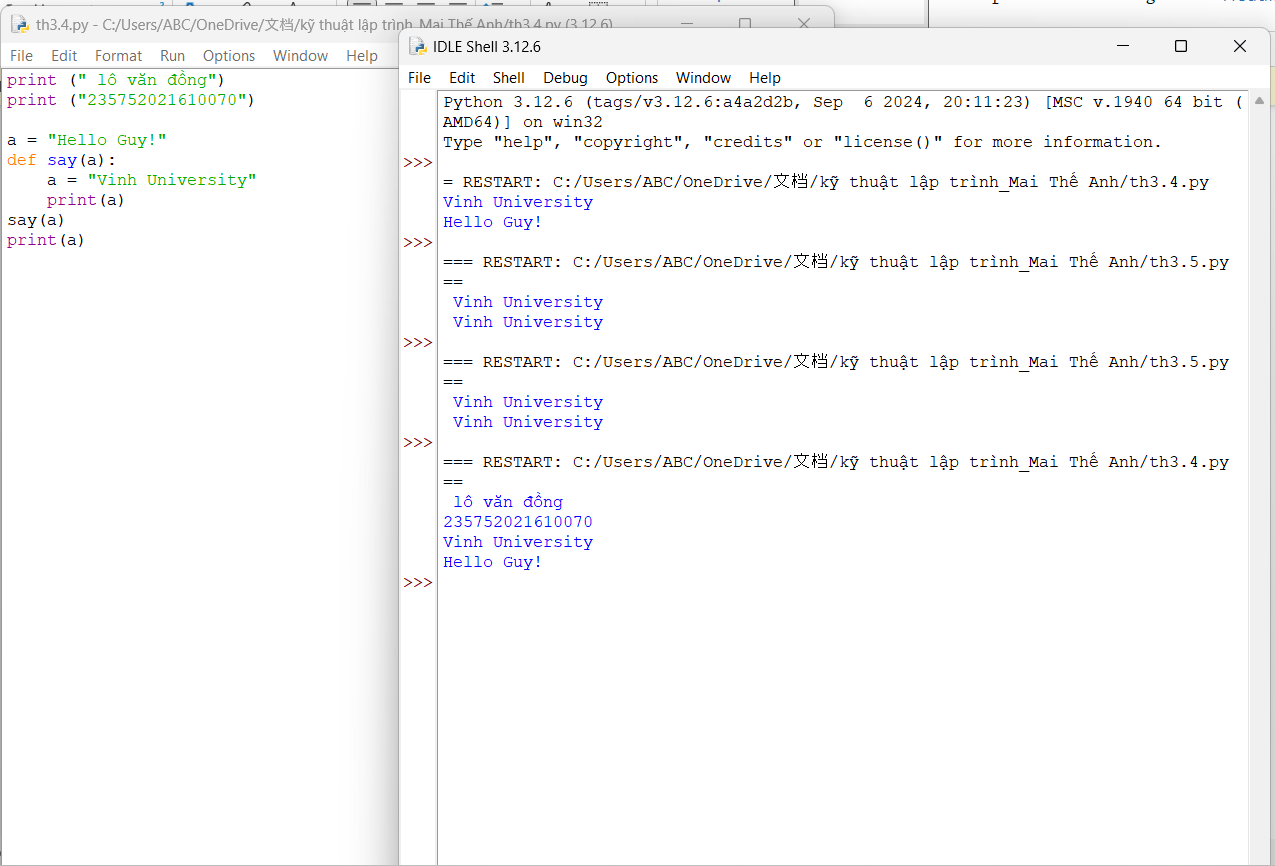 th3.4.py - C:/Users/ABC/OneDrive/文档/kỹ thuật lập trình_Mai Thế Anh/th3.4.py (3.12.6)
File Edit Format Run Options Window Help
print (" lô văn đồng")
print ("235752021610070")
a = "Hello Guy!"
def say(a):
    a = "Vinh University"
    print(a)
say(a)
print(a)
IDLE Shell 3.12.6
File Edit Shell Debug Options Window Help
Python 3.12.6 (tags/v3.12.6:a4a2d2b, Sep  6 2024, 20:11:23) [MSC v.1940 64 bit (
AMD64)] on win32
Type "help", "copyright", "credits" or "license()" for more information.
>>>
= RESTART: C:/Users/ABC/OneDrive/文档/kỹ thuật lập trình_Mai Thế Anh/th3.4.py
Vinh University
Hello Guy!
>>>
=== RESTART: C:/Users/ABC/OneDrive/文档/kỹ thuật lập trình_Mai Thế Anh/th3.5.py
==
 Vinh University
 Vinh University
>>>
=== RESTART: C:/Users/ABC/OneDrive/文档/kỹ thuật lập trình_Mai Thế Anh/th3.5.py
==
 Vinh University
 Vinh University
>>>
=== RESTART: C:/Users/ABC/OneDrive/文档/kỹ thuật lập trình_Mai Thế Anh/th3.4.py
==
 lô văn đồng
235752021610070
Vinh University
Hello Guy!
>>>